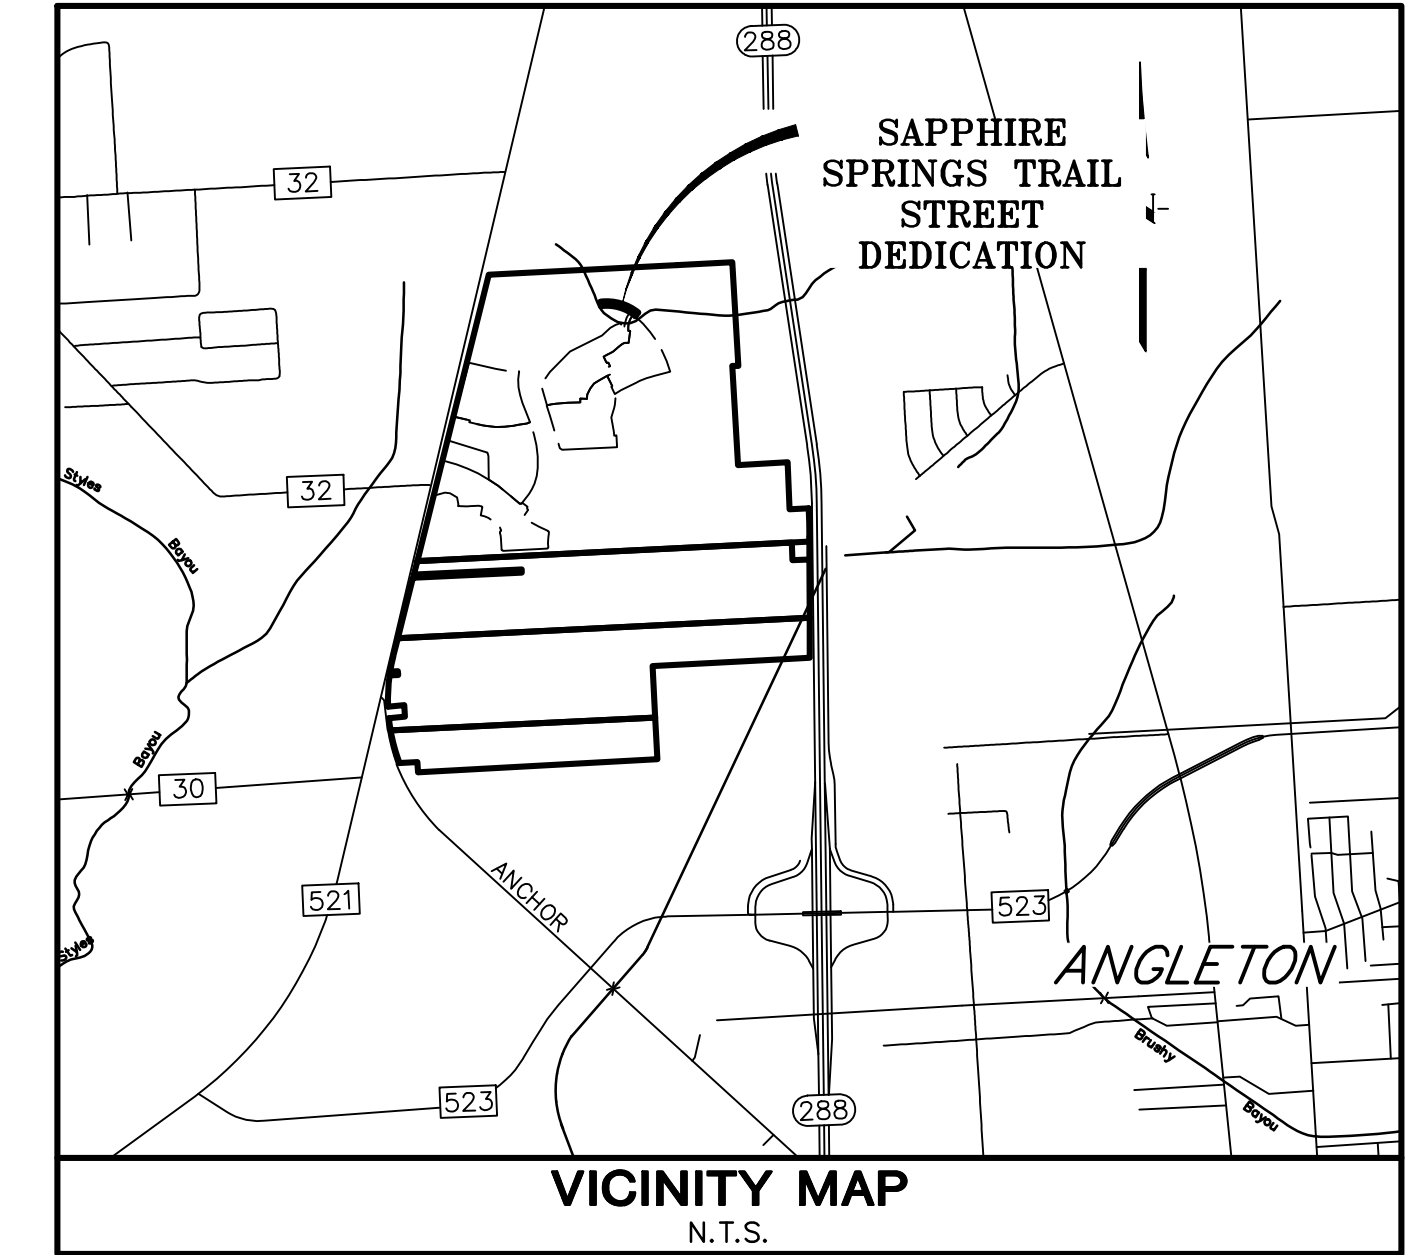 288
SAPPHIRE
SPRINGS TRAIL
STREET
DEDICATION
32
32
Styles
Bayou
Bayou
30
521
ANCHOR
523
ANGLETON
Styles
Brushy
Bayou
523
288
VICINITY MAP
N.T.S.